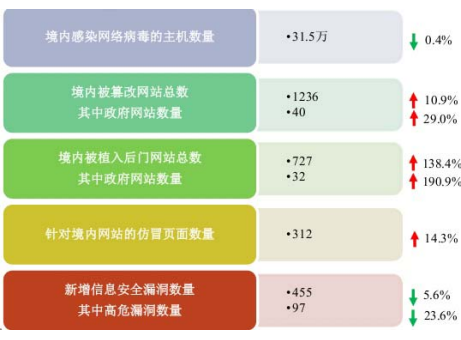 境内感染网络病毒的主机数量
•31.5万
0.4%
境内被篡改网站总数
其中政府网站数量
•1236
•40
10.9%
29.0%
境内被植入后门网站总数
其中政府网站数量
•727
•32
138.4%
190.9%
针对境内网站的仿冒页面数量
•312
14.3%
新增信息安全漏洞数量
其中高危漏洞数量
•455
•97
5.6%
23.6%